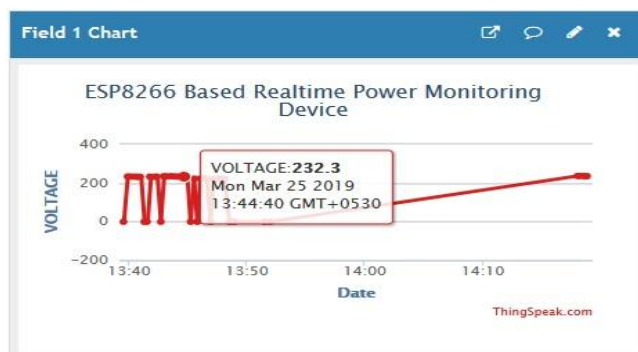 Field 1 Chart
ESP8266 Based Realtime Power Monitoring
Device
400
200
0
-200
VOLTAGE
VOLTAGE:232.3
Mon Mar 25 2019
13:44:40 GMT+0530
13:40
13:50
14:00
14:10
Date
ThingSpeak.com